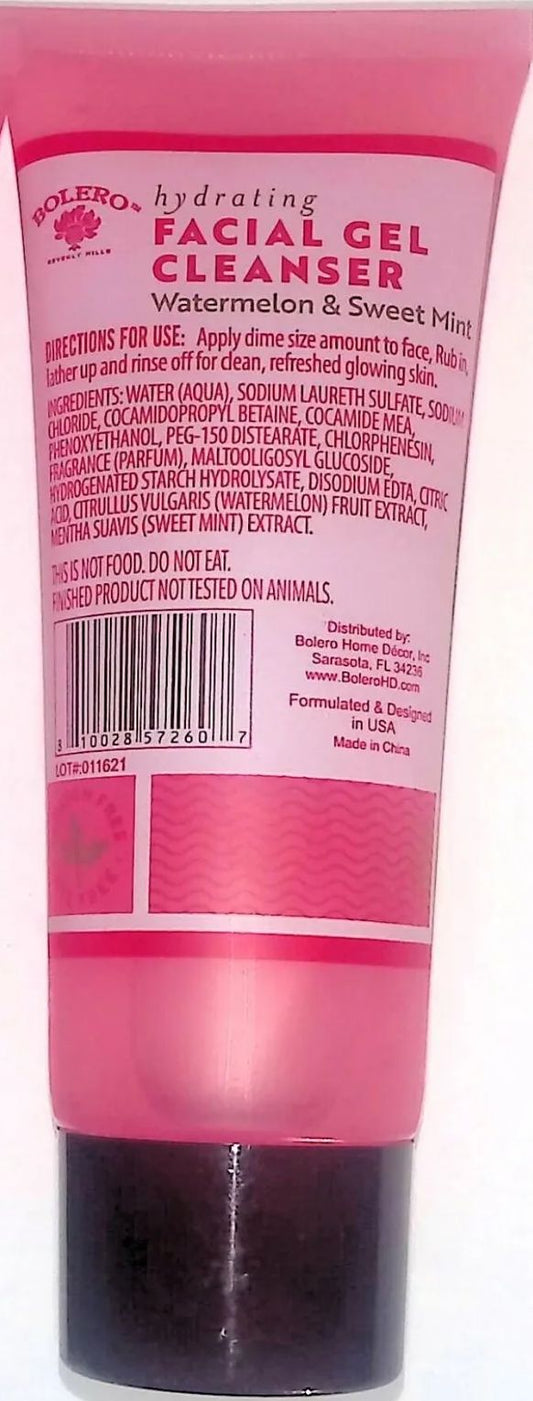 BOLERO™
BEVERLY HILLS
hydrating
FACIAL GEL
CLEANSER
Watermelon & Sweet Mint
DIRECTIONS FOR USE: Apply dime size amount to face, Rub in,
lather up and rinse off for clean, refreshed glowing skin.
INGREDIENTS: WATER (AQUA), SODIUM LAURETH SULFATE, SODIUM
CHLORIDE, COCAMIDOPROPYL BETAINE, COCAMIDE MEA,
PHENOXYETHANOL, PEG-150 DISTEARATE, CHLORPHENESIN,
FRAGRANCE (PARFUM), MALTOOLIGOSYL GLUCOSIDE,
HYDROGENATED STARCH HYDROLYSATE, DISODIUM EDTA, CITRIC
ACID, CITRULLUS VULGARIS (WATERMELON) FRUIT EXTRACT,
MENTHA SUAVIS (SWEET MINT) EXTRACT.
THIS IS NOT FOOD. DO NOT EAT.
FINISHED PRODUCT NOT TESTED ON ANIMALS.
Distributed by:
Bolero Home Décor, Inc
Sarasota, FL 34236
www.BoleroHD.com
Formulated & Designed
in USA
Made in China
8 10028 57260 7
LOT#:011621
FREE
FREE